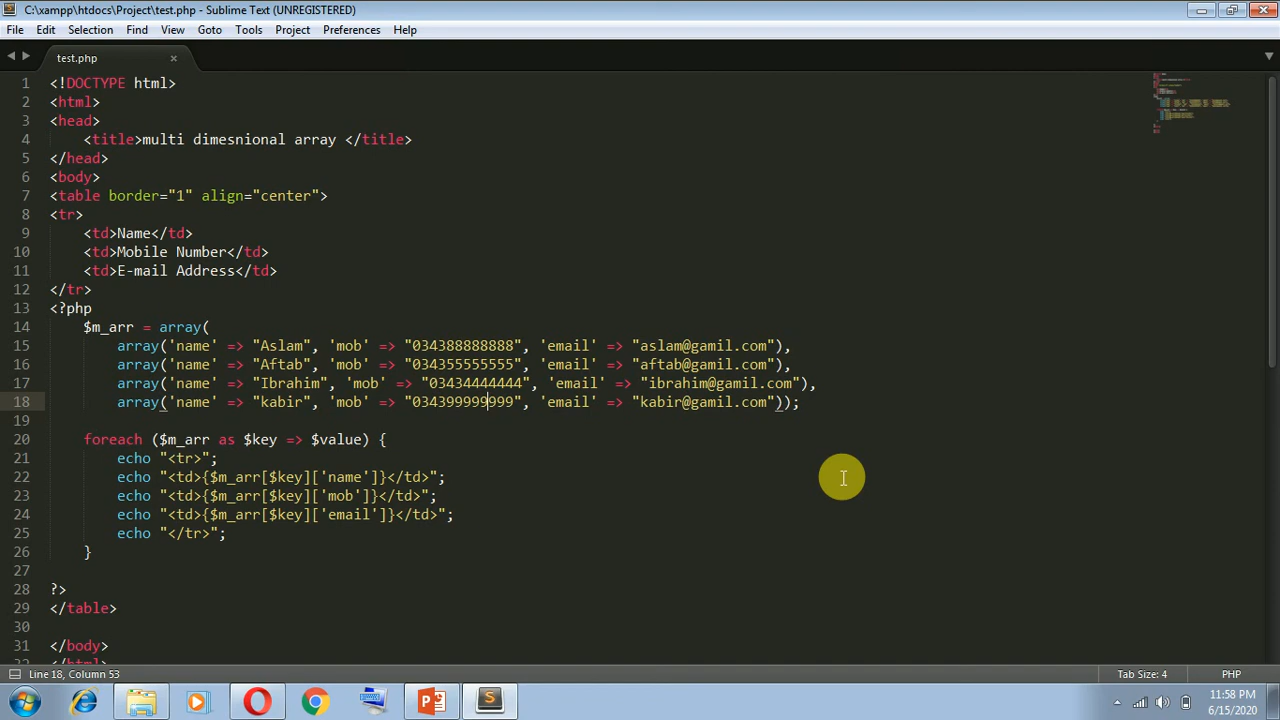 C:\xampp\htdocs\Project\test.php - Sublime Text (UNREGISTERED)
File Edit Selection Find View Goto Tools Project Preferences Help
test.php ×
1 <!DOCTYPE html>
2 <html>
3 <head>
4 <title>multi dimesnional array </title>
5 </head>
6 <body>
7 <table border="1" align="center">
8 <tr>
9 <td>Name</td>
10 <td>Mobile Number</td>
11 <td>E-mail Address</td>
12 </tr>
13 <?php
14 $m_arr = array(
15 array('name' => "Aslam", 'mob' => "034388888888", 'email' => "aslam@gamil.com"),
16 array('name' => "Aftab", 'mob' => "034355555555", 'email' => "aftab@gamil.com"),
17 array('name' => "Ibrahim", 'mob' => "03434444444", 'email' => "ibrahim@gamil.com"),
18 array('name' => "kabir", 'mob' => "034399999999", 'email' => "kabir@gamil.com"));
19
20 foreach ($m_arr as $key => $value) {
21 echo "<tr>";
22 echo "<td>{$m_arr[$key]['name']}</td>";
23 echo "<td>{$m_arr[$key]['mob']}</td>";
24 echo "<td>{$m_arr[$key]['email']}</td>";
25 echo "</tr>";
26 }
27
28 ?>
29 </table>
30
31 </body>
32 </html>
Line 18, Column 53 Tab Size: 4 PHP
11:58 PM
6/15/2020